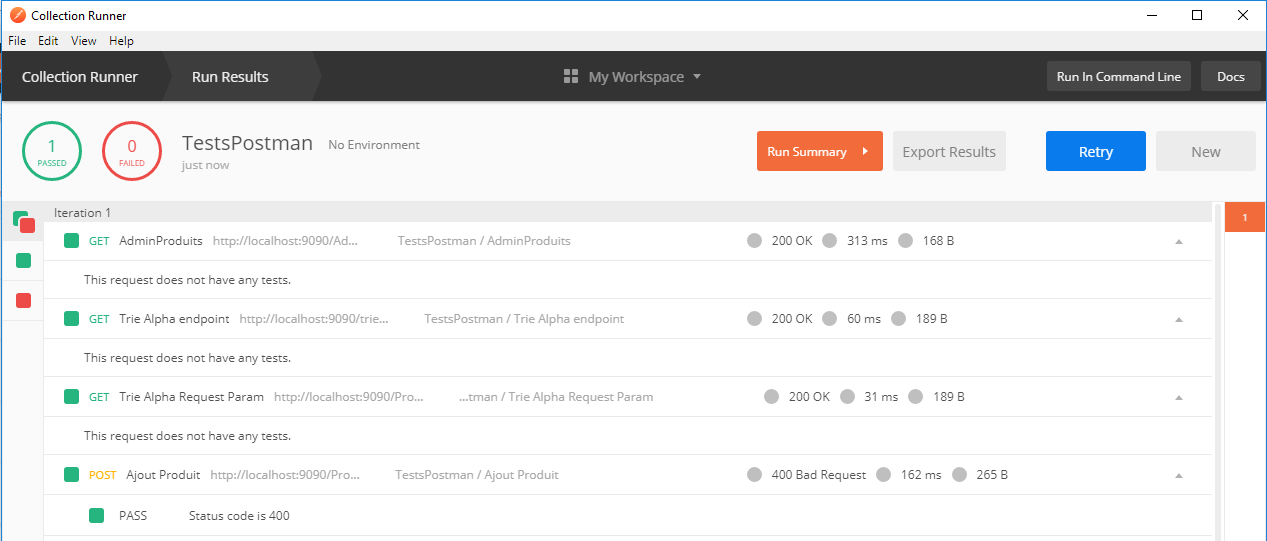 Collection Runner
File Edit View Help
Collection Runner Run Results My Workspace Run In Command Line Docs
1 PASSED 0 FAILED TestsPostman No Environment just now Run Summary Export Results Retry New
Iteration 1 1
GET AdminProduits http://localhost:9090/Ad... TestsPostman / AdminProduits 200 OK 313 ms 168 B
This request does not have any tests.
GET Trie Alpha endpoint http://localhost:9090/trie... TestsPostman / Trie Alpha endpoint 200 OK 60 ms 189 B
This request does not have any tests.
GET Trie Alpha Request Param http://localhost:9090/Pro... ...tman / Trie Alpha Request Param 200 OK 31 ms 189 B
This request does not have any tests.
POST Ajout Produit http://localhost:9090/Pro... TestsPostman / Ajout Produit 400 Bad Request 162 ms 265 B
PASS Status code is 400